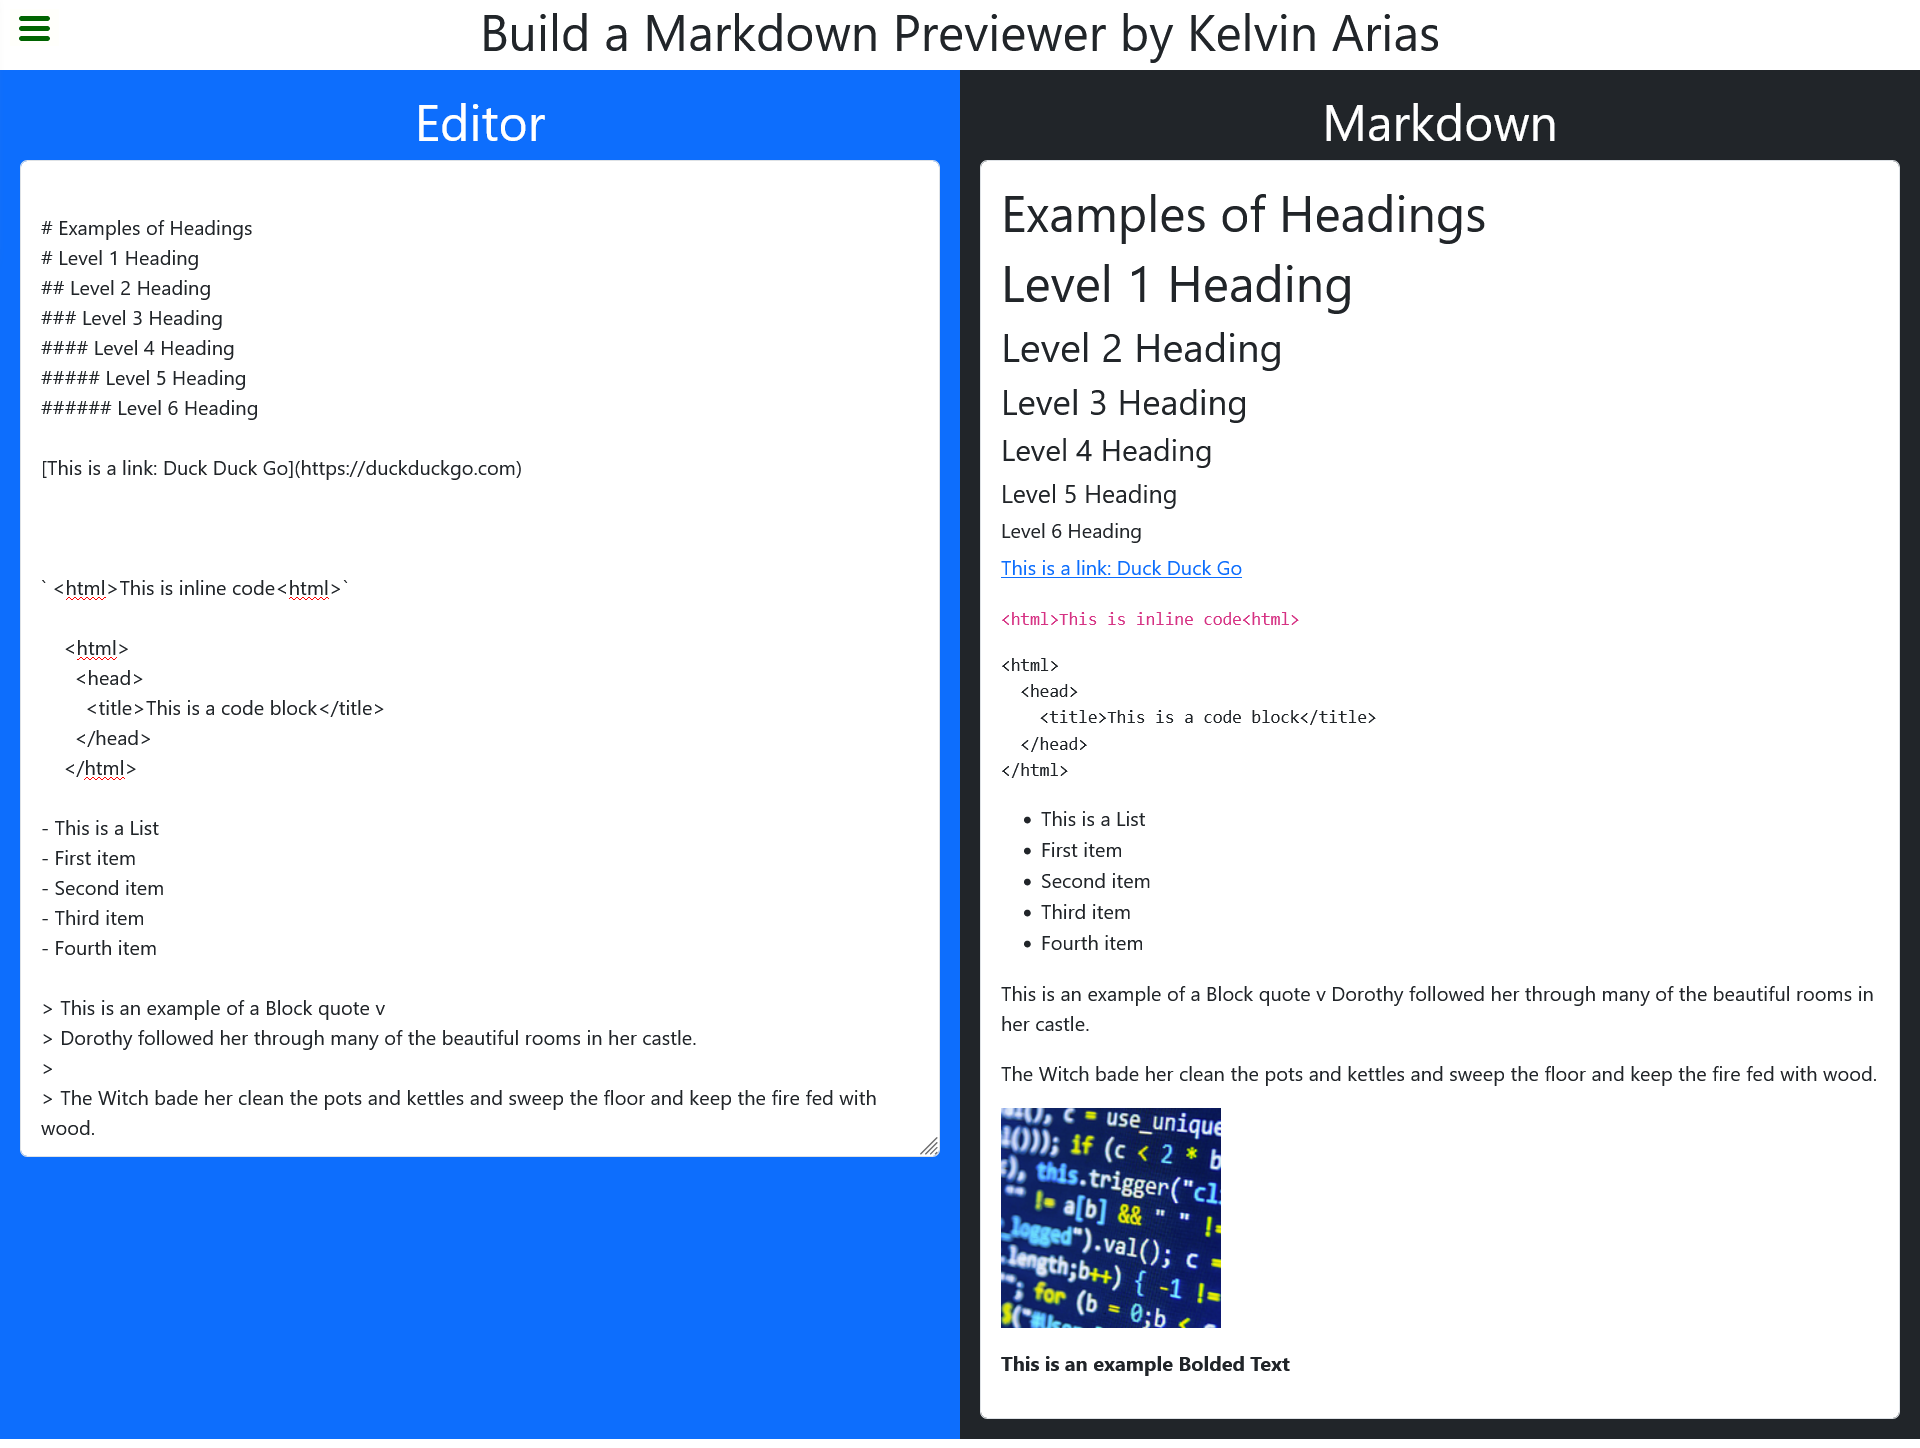 Build a Markdown Previewer by Kelvin Arias
Editor
# Examples of Headings
# Level 1 Heading
## Level 2 Heading
### Level 3 Heading
#### Level 4 Heading
##### Level 5 Heading
###### Level 6 Heading
[This is a link: Duck Duck Go](https://duckduckgo.com)
` <html>This is inline code<html>`
<html>
<head>
<title>This is a code block</title>
</head>
</html>
- This is a List
- First item
- Second item
- Third item
- Fourth item
> This is an example of a Block quote v
> Dorothy followed her through many of the beautiful rooms in her castle.
>
> The Witch bade her clean the pots and kettles and sweep the floor and keep the fire fed with
wood.
Markdown
Examples of Headings
Level 1 Heading
Level 2 Heading
Level 3 Heading
Level 4 Heading
Level 5 Heading
Level 6 Heading
This is a link: Duck Duck Go
<html>This is inline code<html>
<html>
<head>
<title>This is a code block</title>
</head>
</html>
• This is a List
• First item
• Second item
• Third item
• Fourth item
This is an example of a Block quote v Dorothy followed her through many of the beautiful rooms in
her castle.
The Witch bade her clean the pots and kettles and sweep the floor and keep the fire fed with wood.
c = use_unique
())); if (c < 2 * b
), this.trigger("cl
"" != a[b] && " " !=
_logged").val(); c =
.length;b++) { -1 !=
""; for (b = 0;b <
$("#User
This is an example Bolded Text